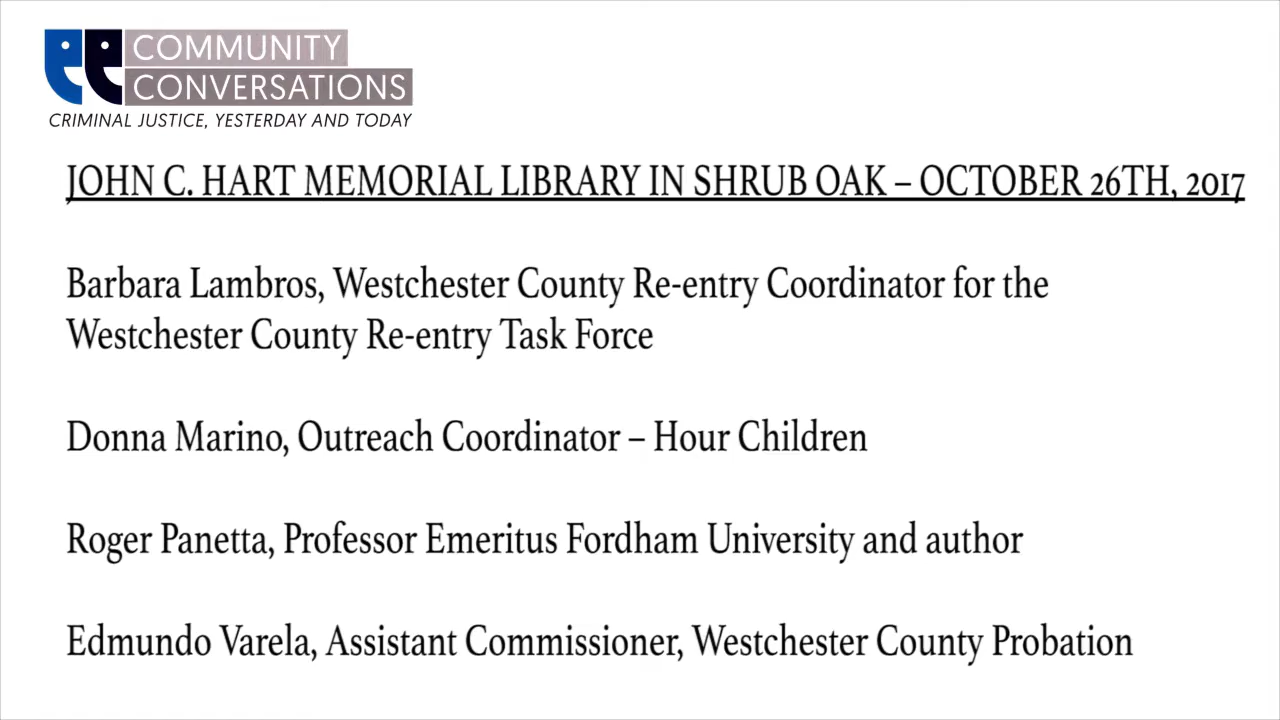 COMMUNITY
CONVERSATIONS
CRIMINAL JUSTICE, YESTERDAY AND TODAY
JOHN C. HART MEMORIAL LIBRARY IN SHRUB OAK – OCTOBER 26TH, 2017
Barbara Lambros, Westchester County Re-entry Coordinator for the
Westchester County Re-entry Task Force
Donna Marino, Outreach Coordinator – Hour Children
Roger Panetta, Professor Emeritus Fordham University and author
Edmundo Varela, Assistant Commissioner, Westchester County Probation